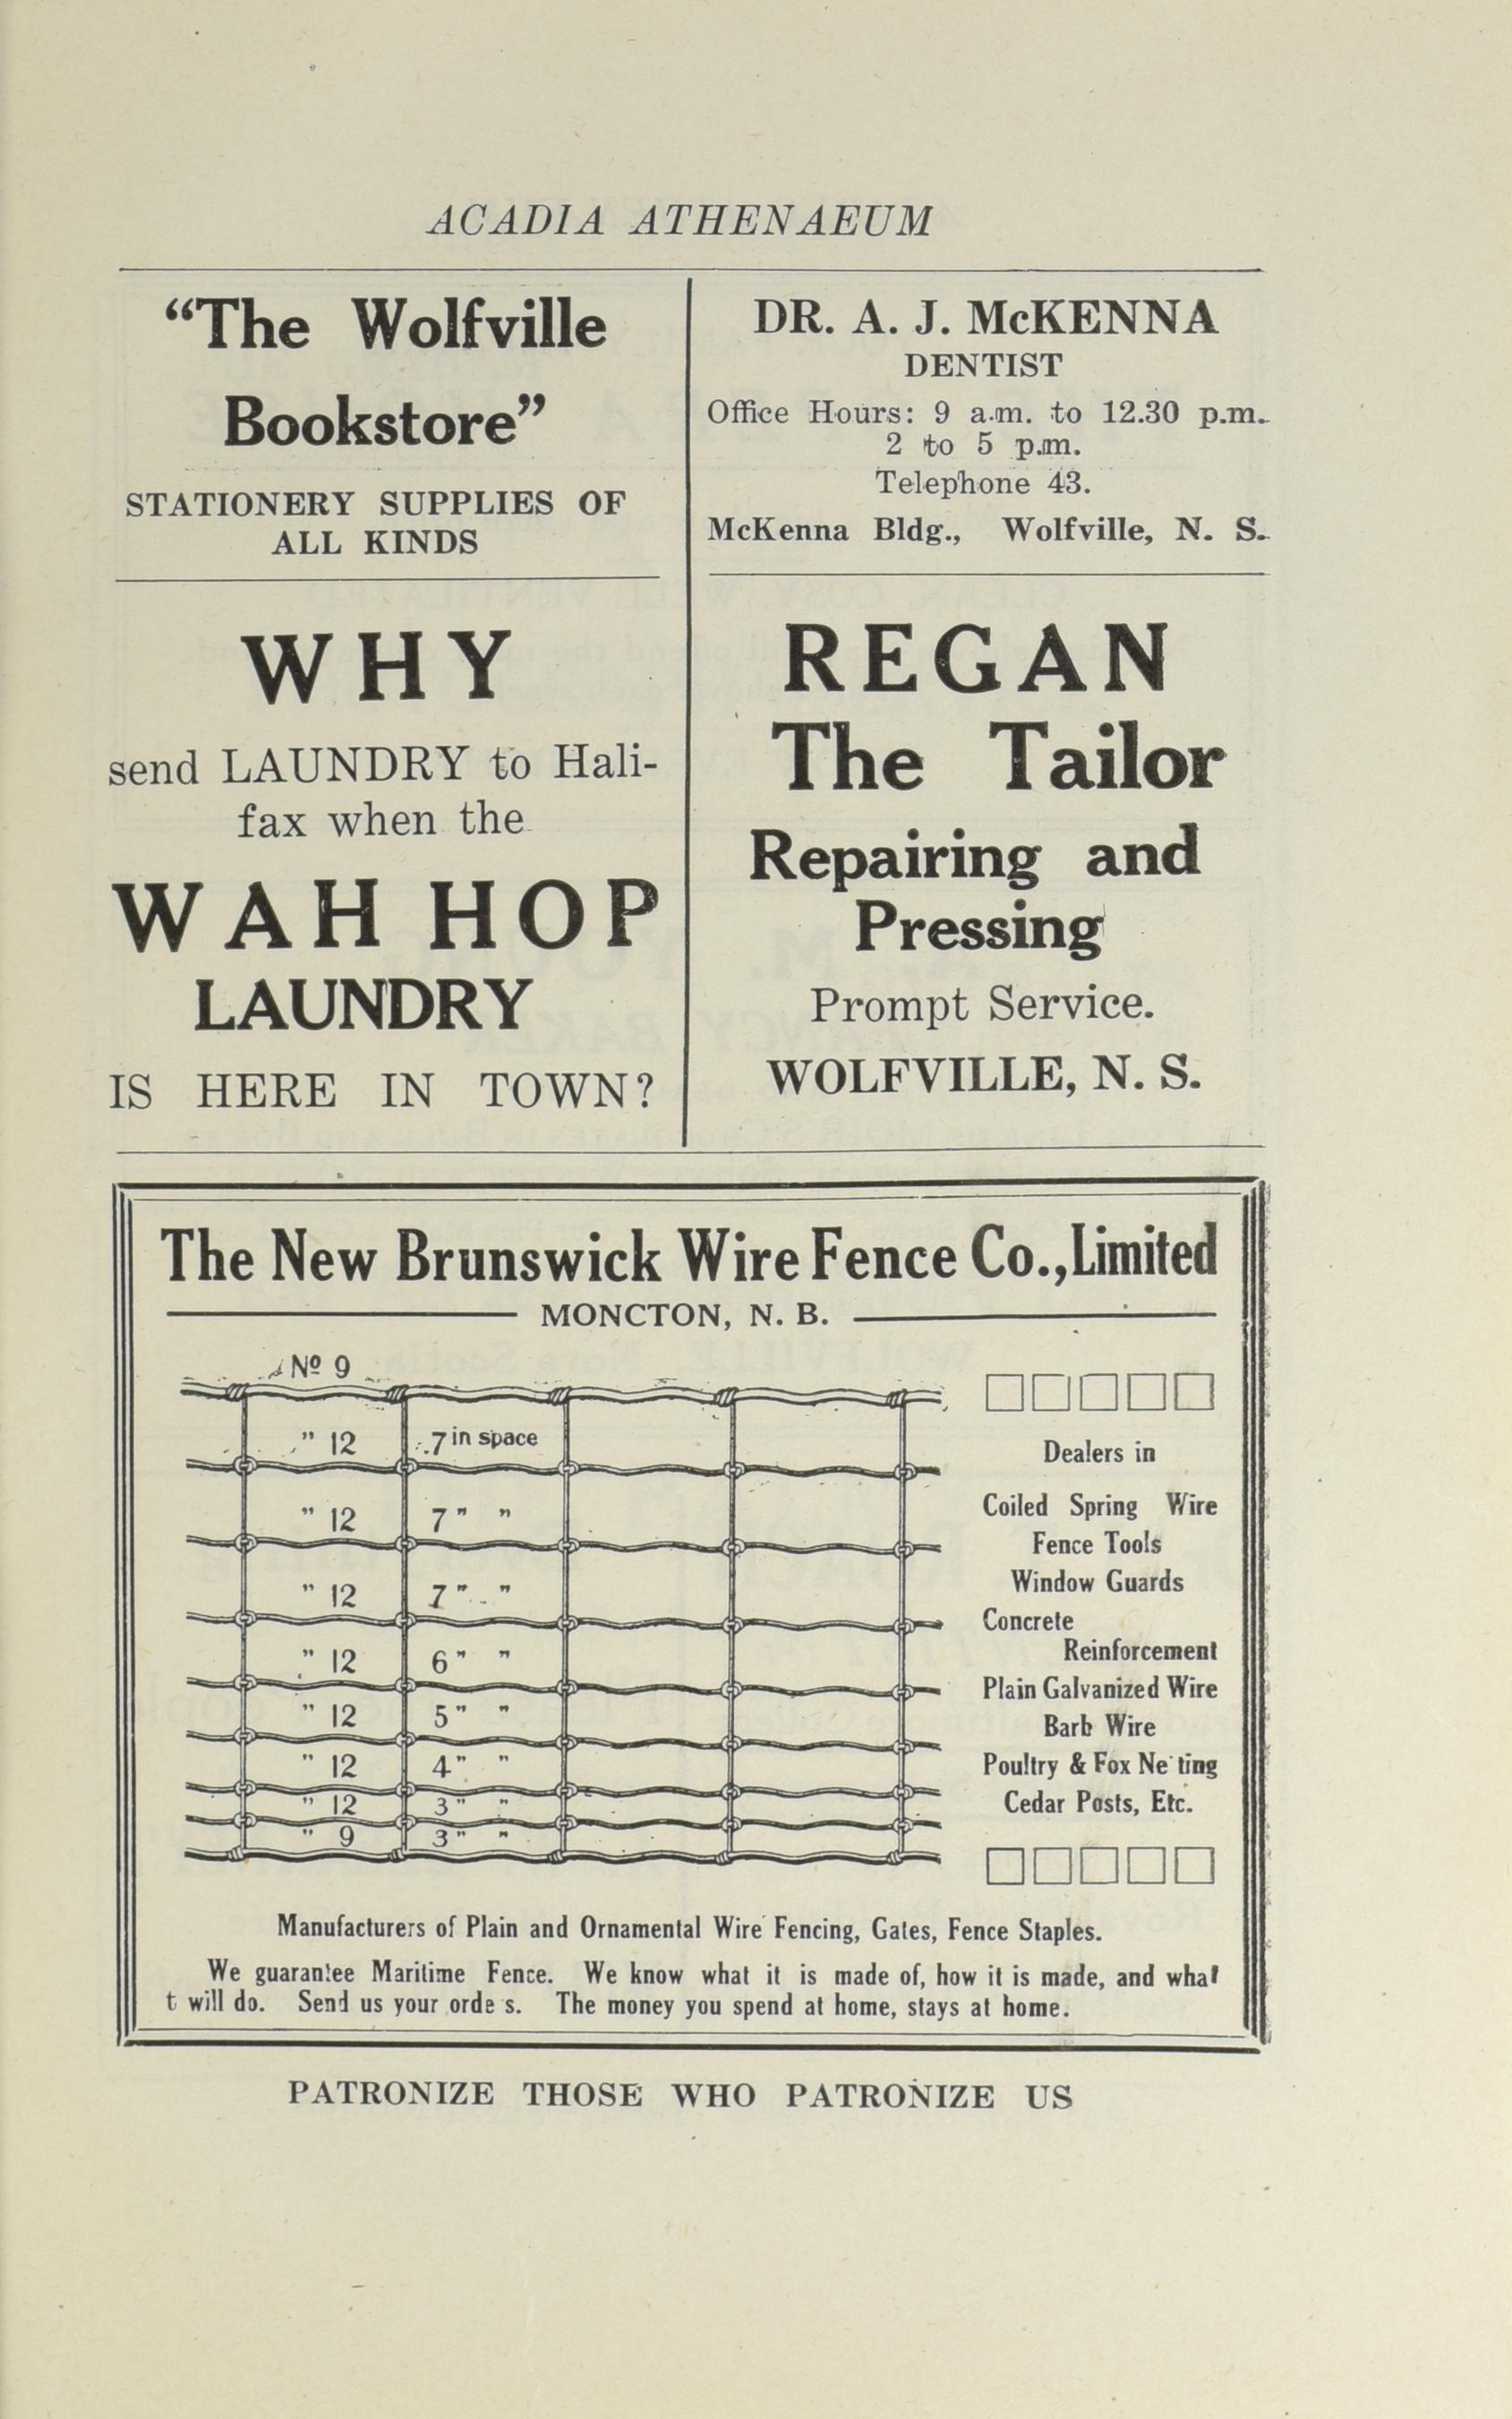 ACADIA ATHENAEUM
“The Wolfville
Bookstore”
STATIONERY SUPPLIES OF
ALL KINDS
DR. A. J. McKENNA
DENTIST
Office Hours: 9 a.m. to 12.30 p.m.
2 to 5 p.m.
Telephone 43.
McKenna Bldg., Wolfville, N. S.
WHY
send LAUNDRY to Hali-
fax when the
WAH HOP
LAUNDRY
IS HERE IN TOWN?
REGAN
The Tailor
Repairing and
Pressing
Prompt Service.
WOLFVILLE, N. S.
The New Brunswick Wire Fence Co., Limited
MONCTON, N. B.
No 9
" 12 7 in space
" 12 7 " "
" 12 7 " "
" 12 6 " "
" 12 5 " "
" 12 4 " "
" 12 3 " "
" 9 3 " "
Dealers in
Coiled Spring Wire
Fence Tools
Window Guards
Concrete
Reinforcement
Plain Galvanized Wire
Barb Wire
Poultry & Fox Ne ting
Cedar Posts, Etc.
Manufacturers of Plain and Ornamental Wire Fencing, Gates, Fence Staples.
We guarantee Maritime Fence. We know what it is made of, how it is made, and what
t will do. Send us your orde s. The money you spend at home, stays at home.
PATRONIZE THOSE WHO PATRONIZE US